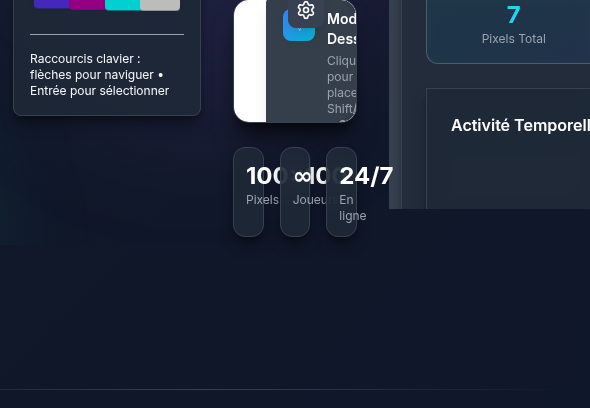 Raccourcis clavier :
flèches pour naviguer •
Entrée pour sélectionner
Mod
Dess
Cliqu
pour
place
Shift/
100
Pixels
∞
Joueu
24/7
En
ligne
7
Pixels Total
Activité Temporell